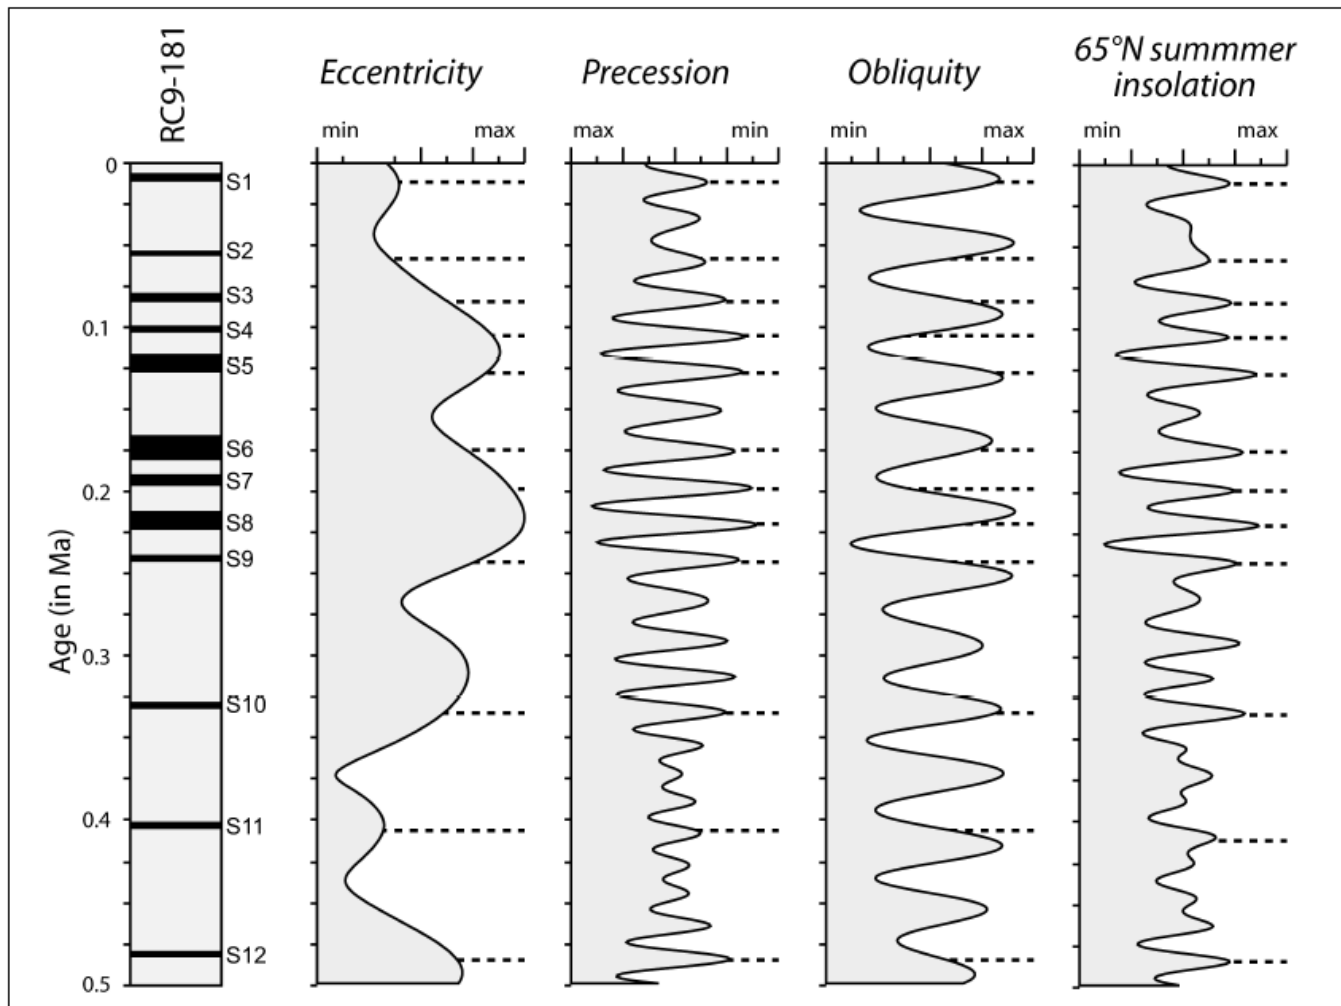 RC9-181
Eccentricity
Precession
Obliquity
65°N summmer
insolation
min max
max min
min max
min max
Age (in Ma)
0
0.1
0.2
0.3
0.4
0.5
S1
S2
S3
S4
S5
S6
S7
S8
S9
S10
S11
S12